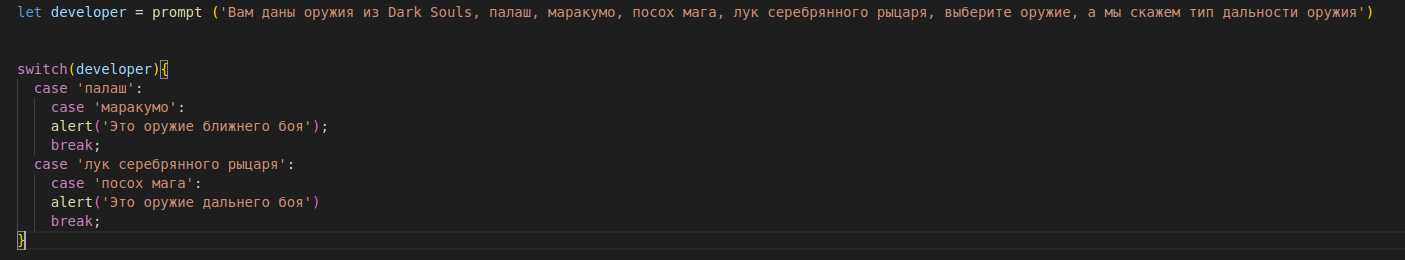 let developer = prompt ('Вам даны оружия из Dark Souls, палаш, маракумо, посох мага, лук серебрянного рыцаря, выберите оружие, а мы скажем тип дальности оружия')
switch(developer){
case 'палаш':
case 'маракумо':
alert('Это оружие ближнего боя');
break;
case 'лук серебрянного рыцаря':
case 'посох мага':
alert('Это оружие дальнего боя')
break;
}